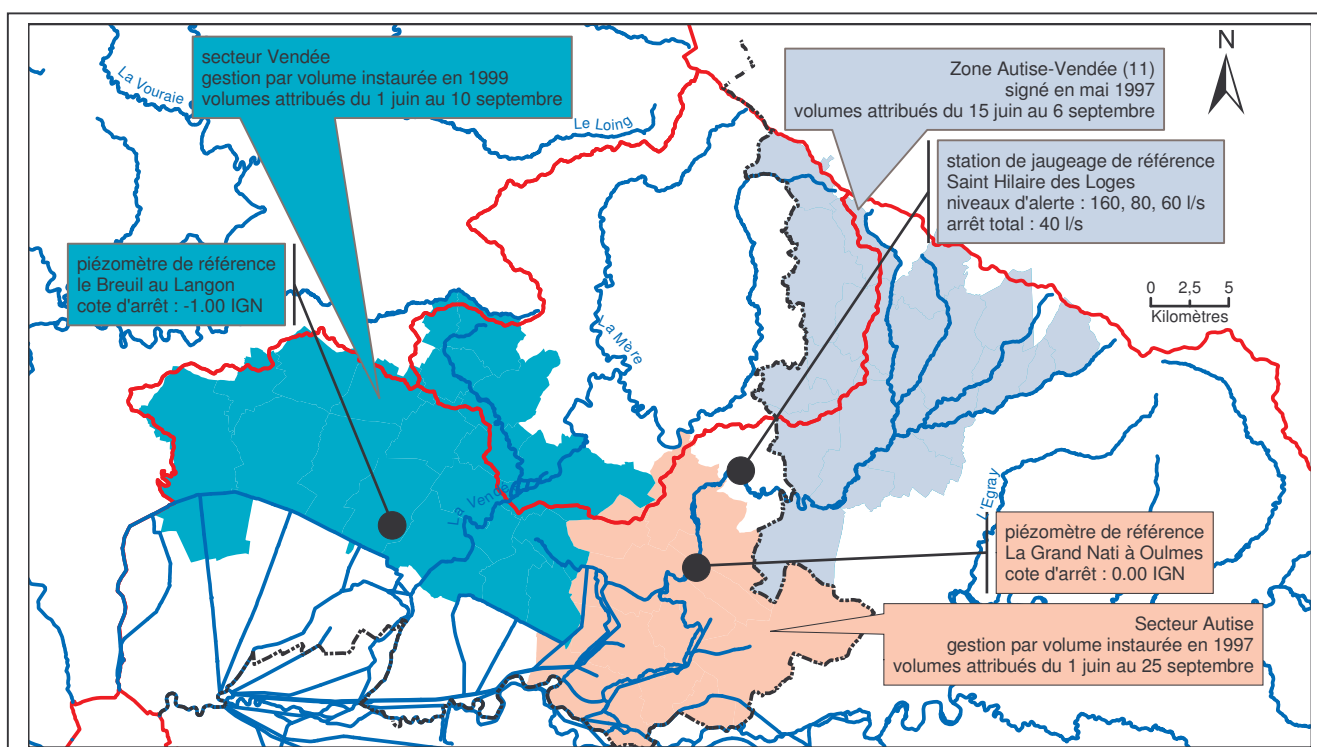 secteur Vendée
gestion par volume instaurée en 1999
volumes attribués du 1 juin au 10 septembre
La Vouraie
Le Loing
Zone Autise-Vendée (11)
signé en mai 1997
volumes attribués du 15 juin au 6 septembre
N
station de jaugeage de référence
Saint Hilaire des Loges
niveaux d'alerte : 160, 80, 60 l/s
arrêt total : 40 l/s
piézomètre de référence
le Breuil au Langon
cote d'arrêt : -1.00 IGN
0 2,5 5
Kilomètres
La Mère
La Vendée
L'Egray
piézomètre de référence
La Grand Nati à Oulmes
cote d'arrêt : 0.00 IGN
Secteur Autise
gestion par volume instaurée en 1997
volumes attribués du 1 juin au 25 septembre